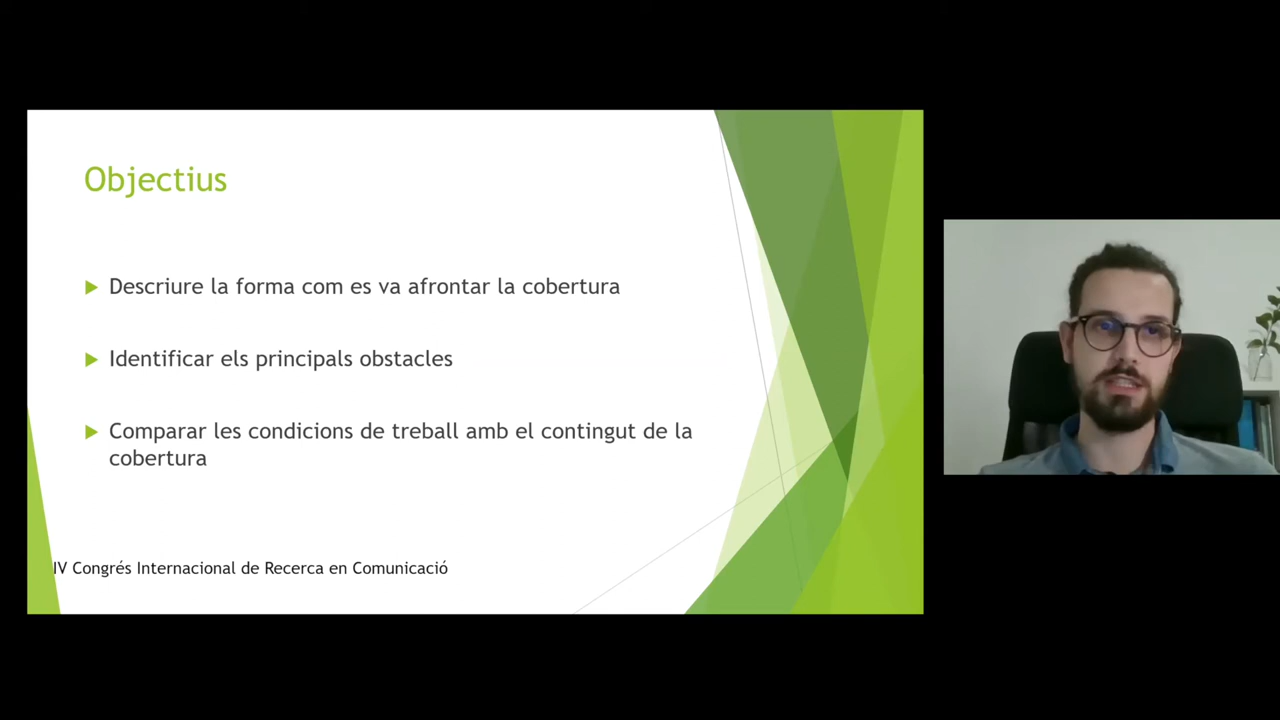 Objectius
Descriure la forma com es va afrontar la cobertura
Identificar els principals obstacles
Comparar les condicions de treball amb el contingut de la
cobertura
IV Congrés Internacional de Recerca en Comunicació